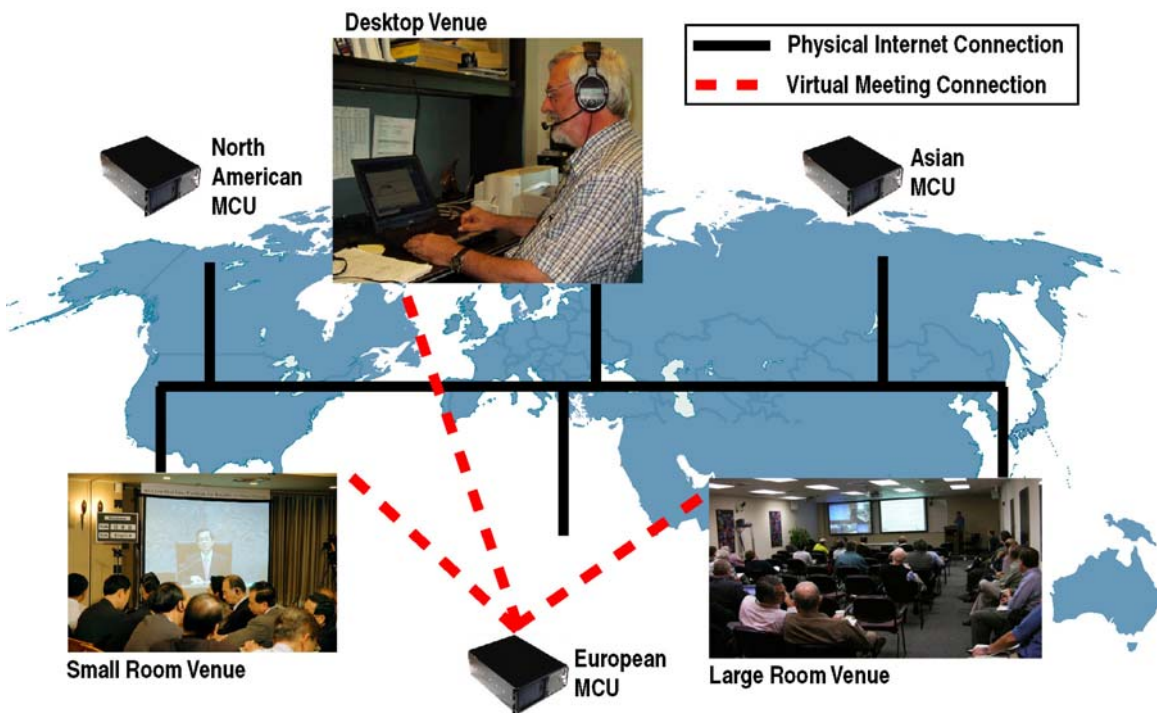 Desktop Venue
Physical Internet Connection
Virtual Meeting Connection
North
American
MCU
Asian
MCU
Small Room Venue
European
MCU
Large Room Venue